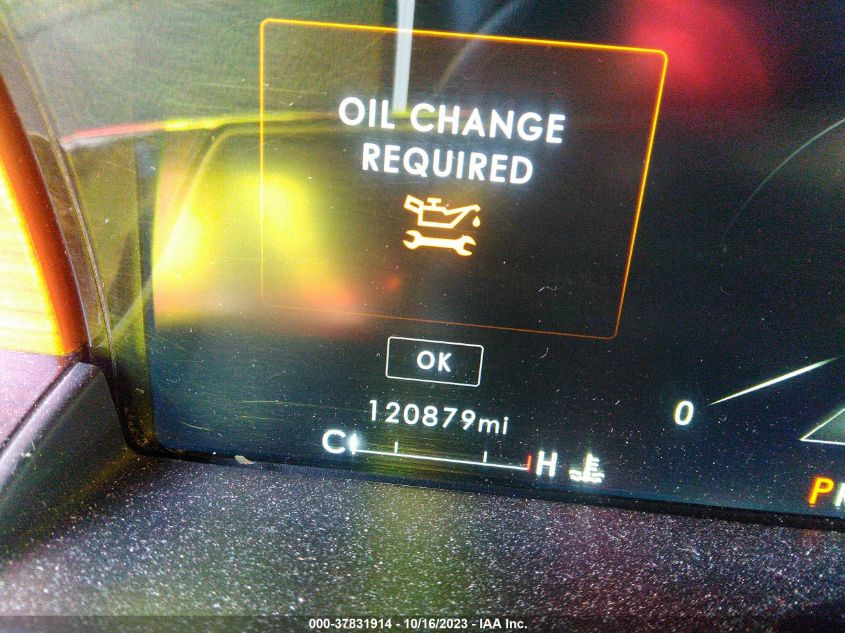 OIL CHANGE
REQUIRED
OK
120879mi
C H
0
P
000-37831914 - 10/16/2023 - IAA Inc.